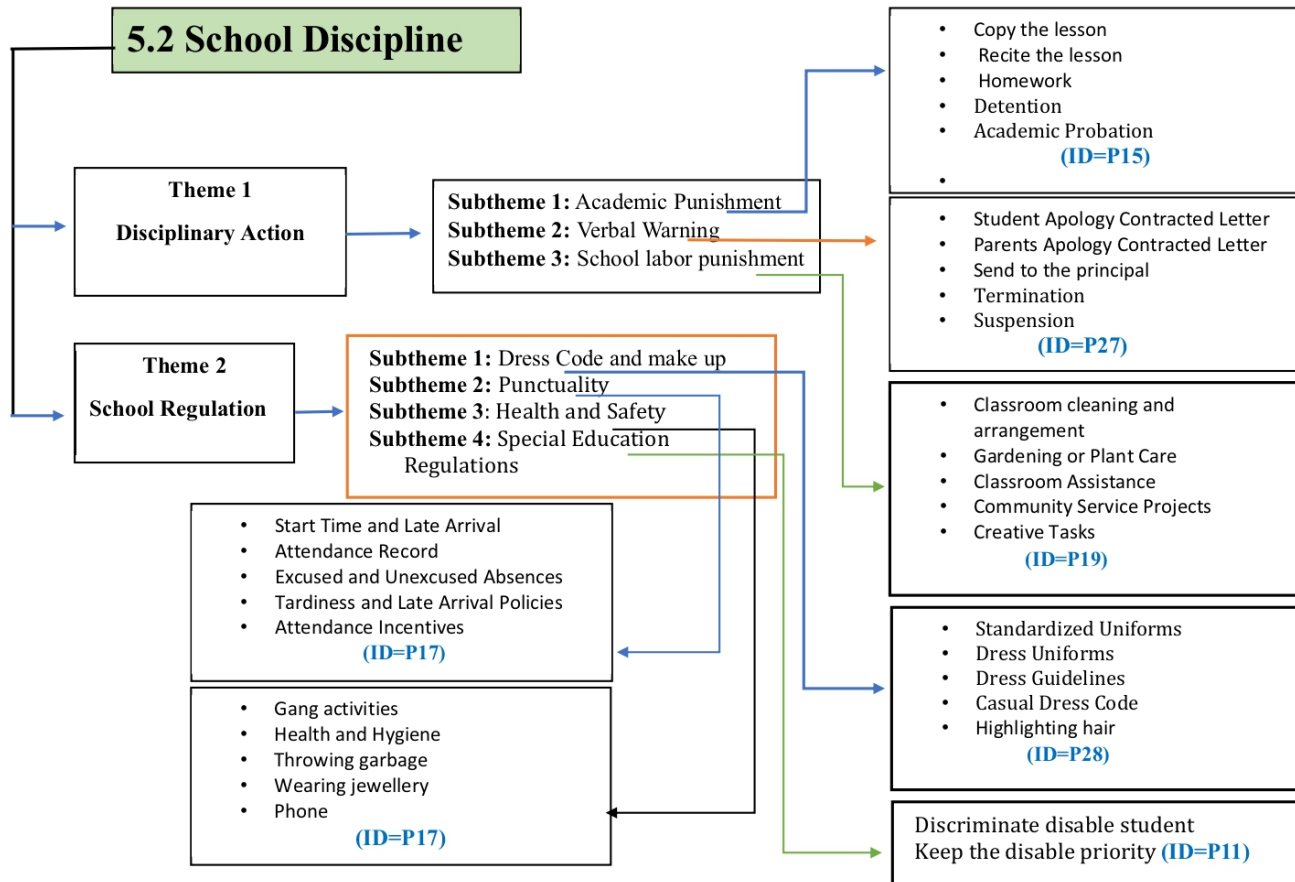 5.2 School Discipline
Theme 1
Disciplinary Action
Subtheme 1: Academic Punishment
Subtheme 2: Verbal Warning
Subtheme 3: School labor punishment
• Copy the lesson
• Recite the lesson
• Homework
• Detention
• Academic Probation
(ID=P15)
•
• Student Apology Contracted Letter
• Parents Apology Contracted Letter
• Send to the principal
• Termination
• Suspension
(ID=P27)
• Classroom cleaning and
arrangement
• Gardening or Plant Care
• Classroom Assistance
• Community Service Projects
• Creative Tasks
(ID=P19)
Theme 2
School Regulation
Subtheme 1: Dress Code and make up
Subtheme 2: Punctuality
Subtheme 3: Health and Safety
Subtheme 4: Special Education
Regulations
• Start Time and Late Arrival
• Attendance Record
• Excused and Unexcused Absences
• Tardiness and Late Arrival Policies
• Attendance Incentives
(ID=P17)
• Gang activities
• Health and Hygiene
• Throwing garbage
• Wearing jewellery
• Phone
(ID=P17)
• Standardized Uniforms
• Dress Uniforms
• Dress Guidelines
• Casual Dress Code
• Highlighting hair
(ID=P28)
Discriminate disable student
Keep the disable priority (ID=P11)